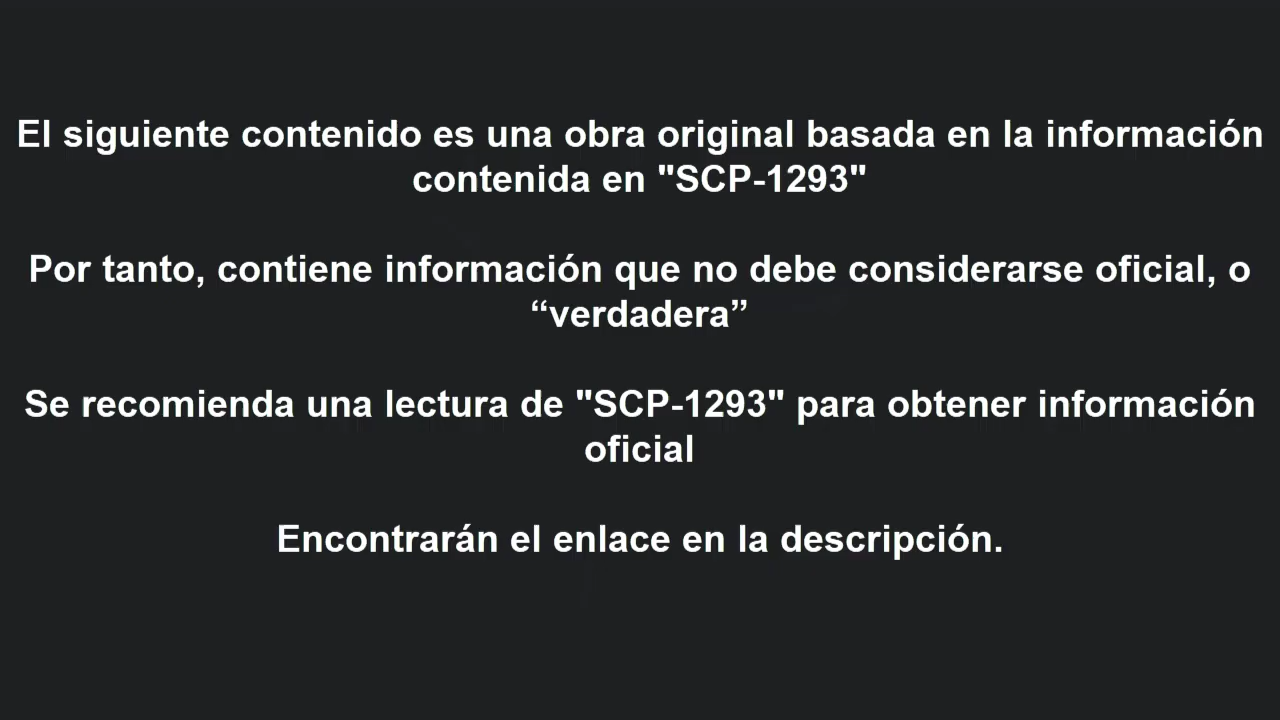 El siguiente contenido es una obra original basada en la información
contenida en "SCP-1293"
Por tanto, contiene información que no debe considerarse oficial, o
“verdadera”
Se recomienda una lectura de "SCP-1293" para obtener información
oficial
Encontrarán el enlace en la descripción.